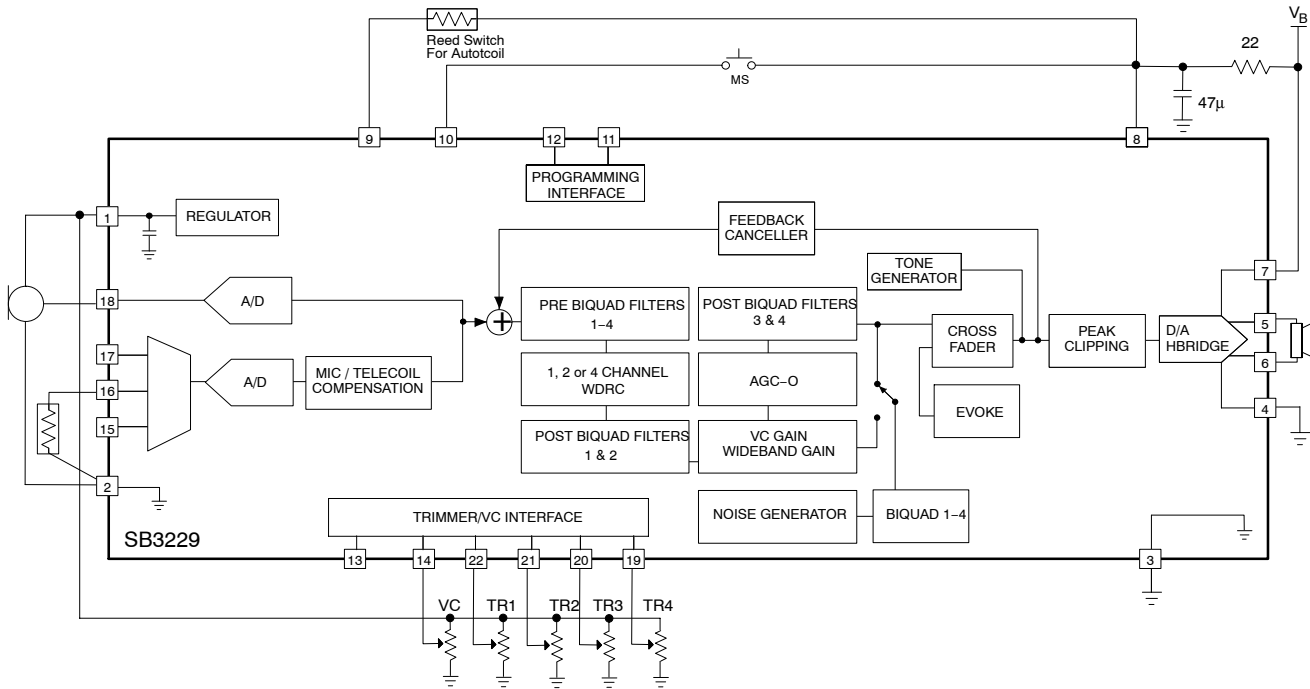 V_B
Reed Switch
For Autotcoil
MS
22
47μ
9
10
12
11
8
PROGRAMMING
INTERFACE
1
REGULATOR
FEEDBACK
CANCELLER
TONE
GENERATOR
7
18
A/D
PRE BIQUAD FILTERS
1−4
POST BIQUAD FILTERS
3 & 4
CROSS
FADER
PEAK
CLIPPING
D/A
HBRIDGE
5
6
17
16
15
A/D
MIC / TELECOIL
COMPENSATION
1, 2 or 4 CHANNEL
WDRC
AGC−O
EVOKE
4
POST BIQUAD FILTERS
1 & 2
VC GAIN
WIDEBAND GAIN
2
NOISE GENERATOR
BIQUAD 1−4
TRIMMER/VC INTERFACE
SB3229
13
14
22
21
20
19
3
VC
TR1
TR2
TR3
TR4